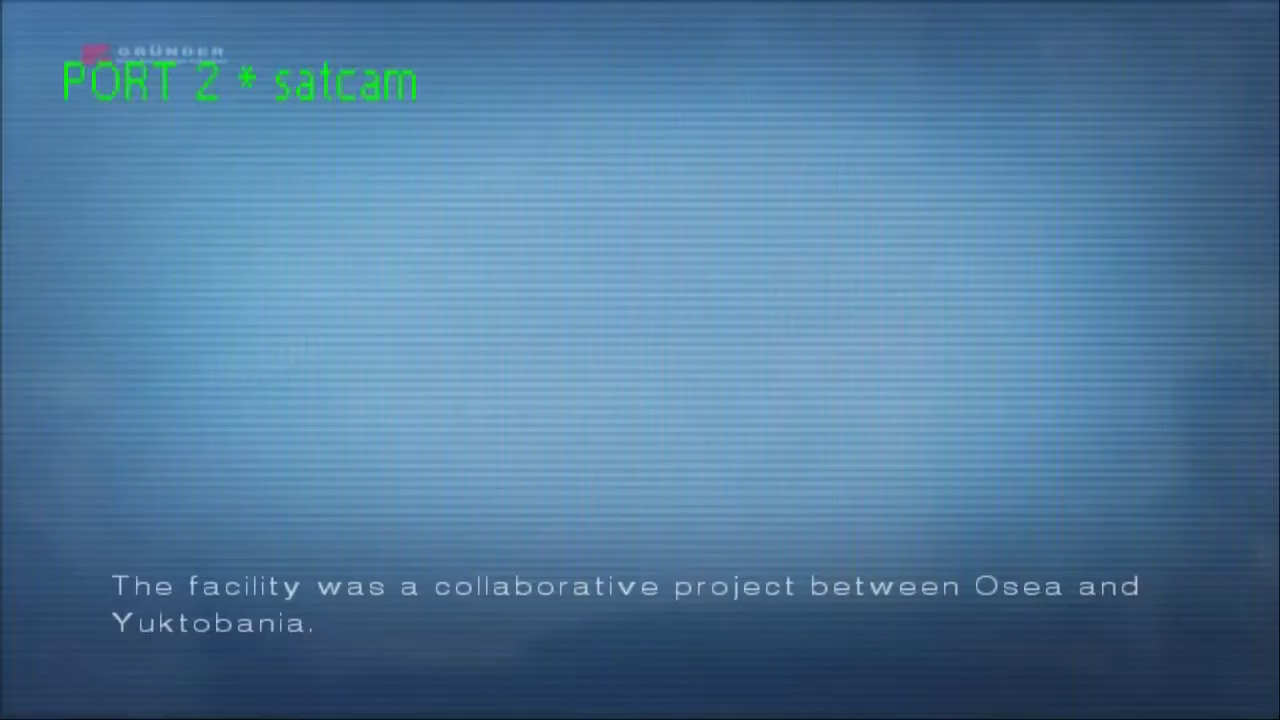 GRÜNDER
PORT 2 * satcam
The facility was a collaborative project between Osea and
Yuktobania.